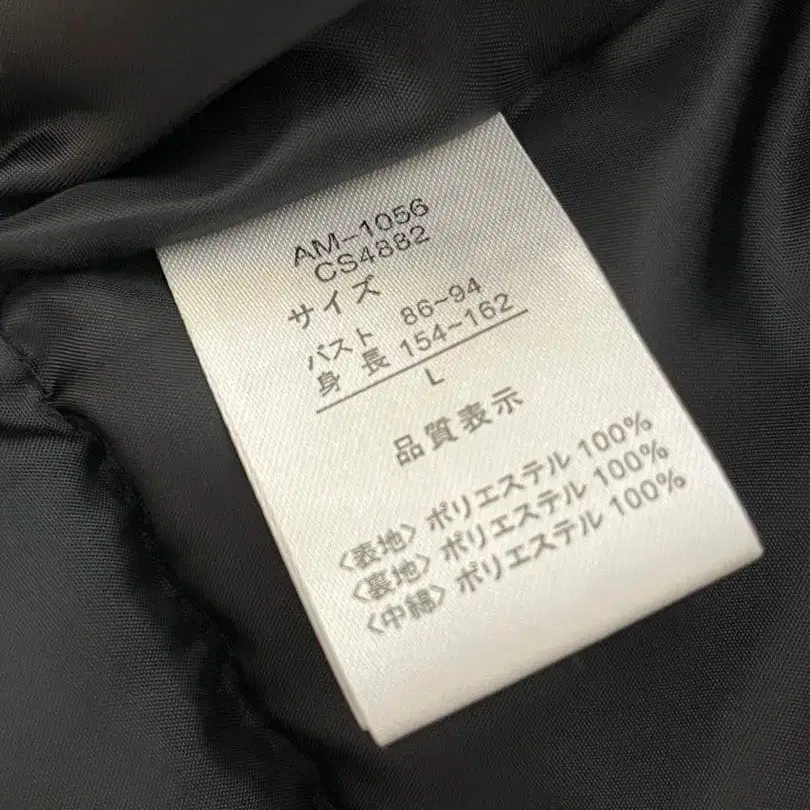 AM-1056
CS4882
サイズ
バスト 86~94
身 長 154~162
L
品質表示
〈表地〉ポリエステル 100%
〈裏地〉ポリエステル 100%
〈中綿〉ポリエステル 100%